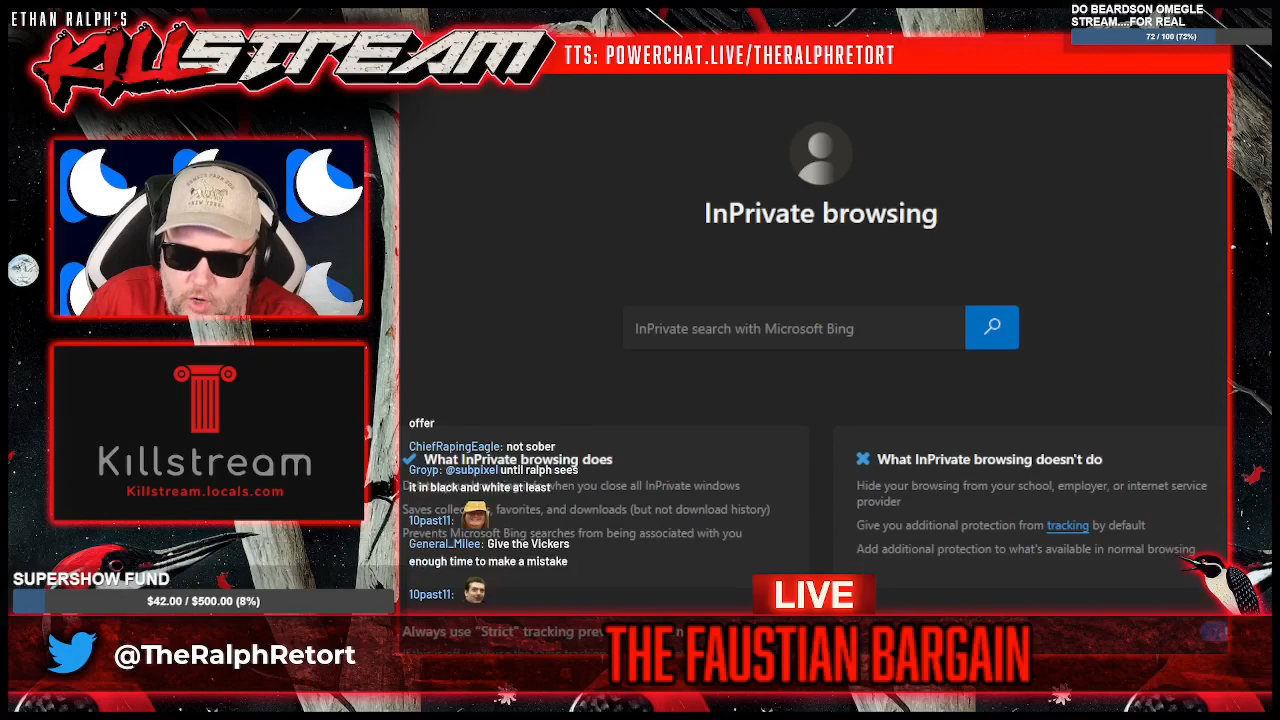 ETHAN RALPH'S
KILLSTREAM
TTS: POWERCHAT.LIVE/THERALPHRETORT
DO BEARDSON OMEGLE
STREAM....FOR REAL
72 / 100 (72%)
InPrivate browsing
InPrivate search with Microsoft Bing
Killstream
Killstream.locals.com
offer
ChiefRapingEagle: not sober
Groyp: @subpixel until ralph sees
it in black and white at least
10past11:
General_MIee: Give the Vickers
enough time to make a mistake
10past11:
What InPrivate browsing does
when you close all InPrivate windows
Saves favorites, and downloads (but not download history)
Prevents Microsoft Bing searches from being associated with you
What InPrivate browsing doesn't do
Hide your browsing from your school, employer, or internet service
provider
Give you additional protection from tracking by default
Add additional protection to what's available in normal browsing
Always use "Strict" tracking
SUPERSHOW FUND
$42.00 / $500.00 (8%)
LIVE
@TheRalphRetort
THE FAUSTIAN BARGAIN